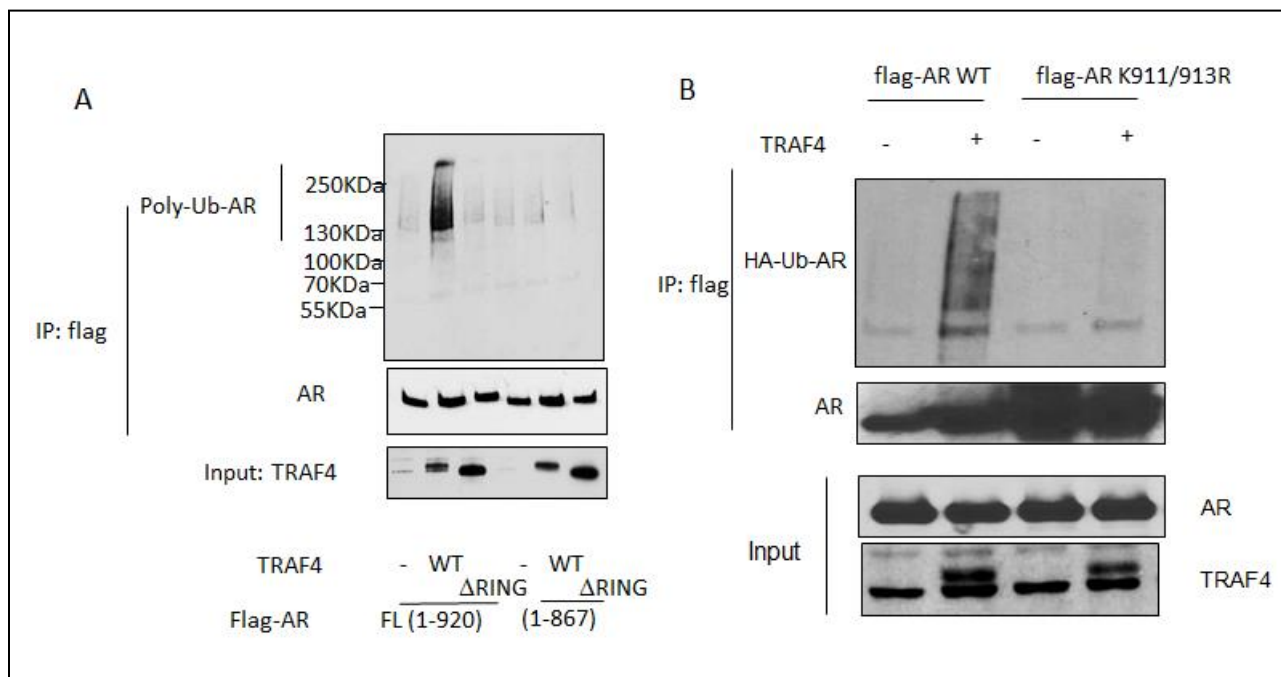 A
Poly-Ub-AR
250KDa
130KDa
100KDa
70KDa
55KDa
IP: flag
AR
Input: TRAF4
TRAF4 - WT ΔRING - WT ΔRING
Flag-AR FL (1-920) (1-867)
B
flag-AR WT flag-AR K911/913R
TRAF4 - + - +
HA-Ub-AR
IP: flag
AR
Input
AR
TRAF4